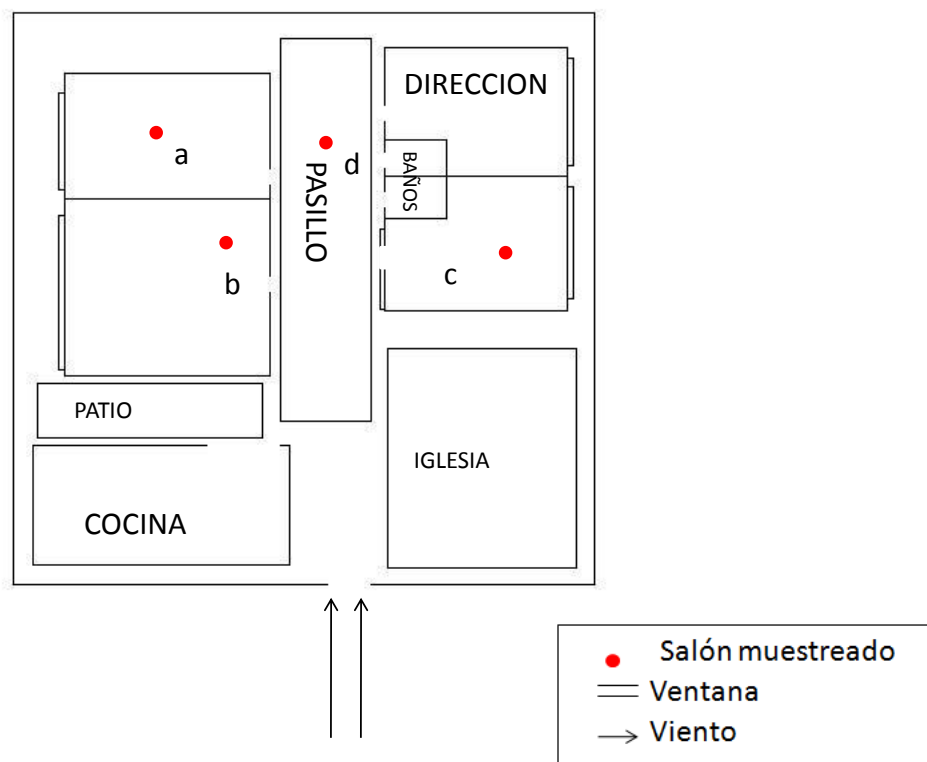 DIRECCION
a
d
BAÑOS
PASILLO
b
c
PATIO
IGLESIA
COCINA
Salón muestreado
Ventana
Viento